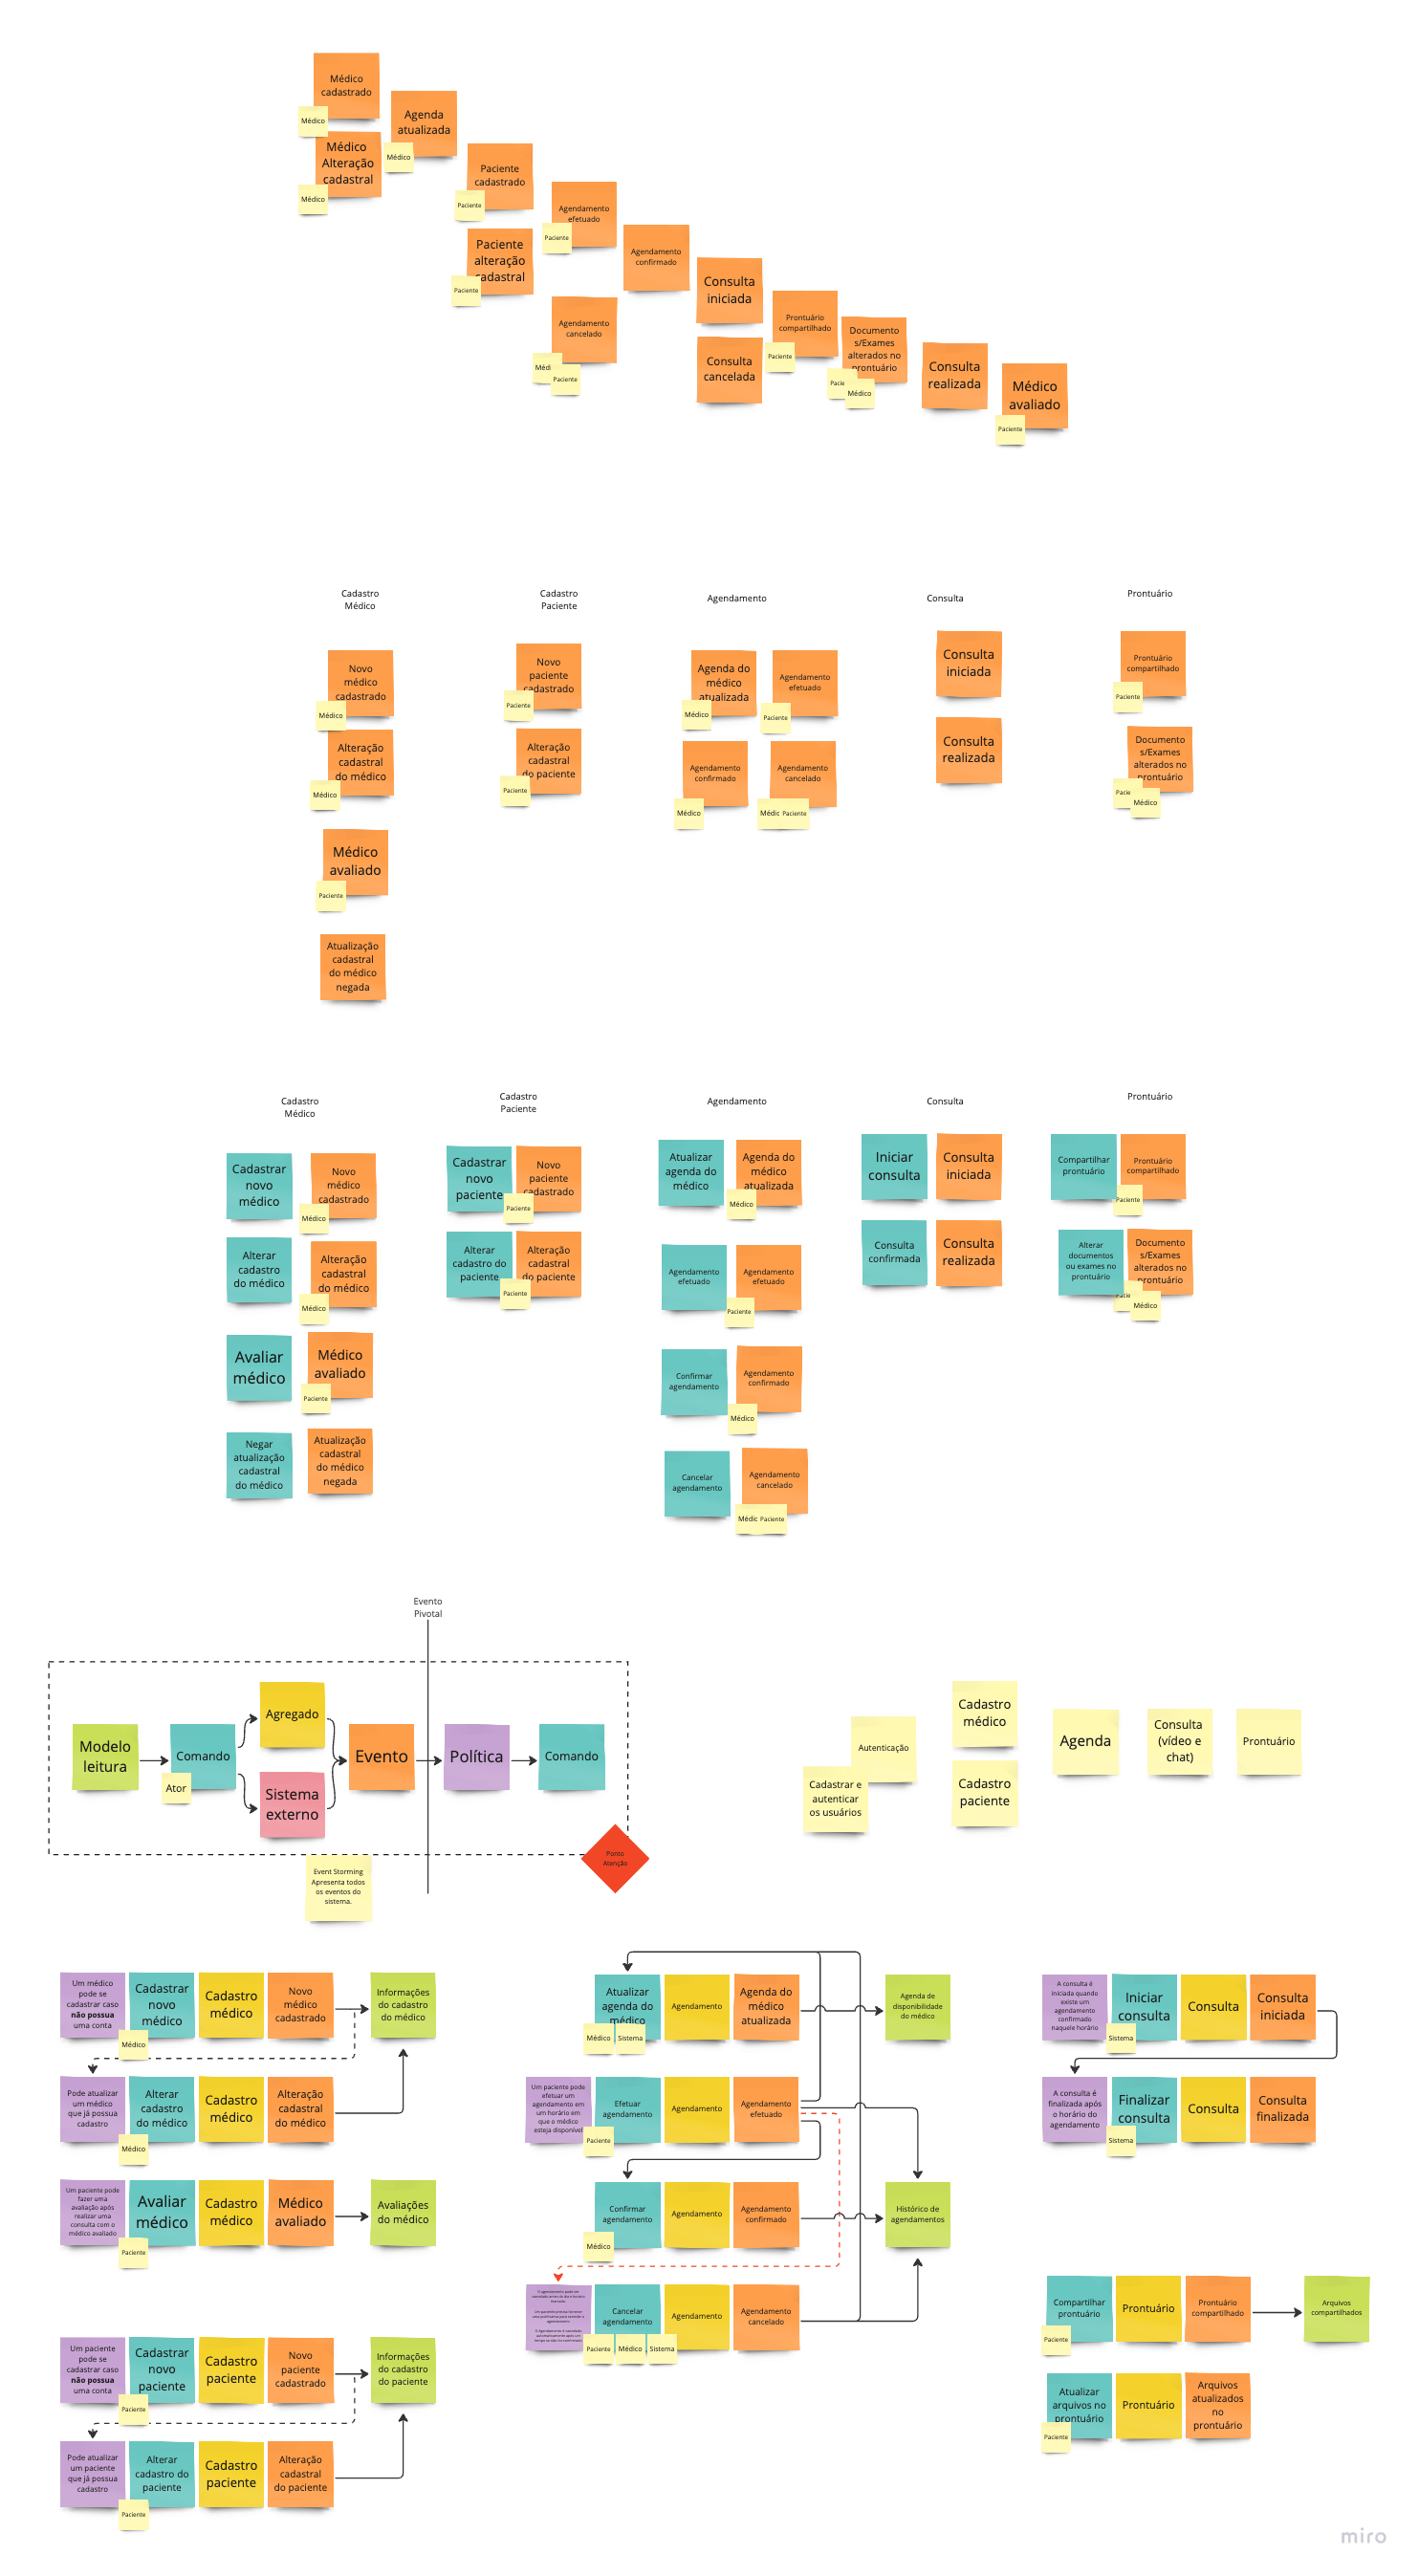 Médico
cadastrado
Médico
Agenda
atualizada
Médico
Médico
Alteração
cadastral
Médico
Paciente
cadastrado
Paciente
Agendamento
efetuado
Paciente
Paciente
alteração
cadastral
Paciente
Agendamento
confirmado
Consulta
iniciada
Agendamento
cancelado
Paciente
Prontuário
compartilhado
Paciente
Documento
s/Exames
alterados no
prontuário
Médico
Consulta
cancelada
Consulta
realizada
Médico
avaliado
Paciente
Cadastro
Médico
Cadastro
Paciente
Agendamento
Consulta
Prontuário
Novo
médico
cadastrado
Médico
Alteração
cadastral
do médico
Médico
Médico
avaliado
Paciente
Atualização
cadastral
do médico
negada
Novo
paciente
cadastrado
Paciente
Alteração
cadastral
do paciente
Paciente
Agenda do
médico
atualizada
Médico
Agendamento
efetuado
Paciente
Agendamento
confirmado
Médico
Agendamento
cancelado
Paciente
Consulta
iniciada
Consulta
realizada
Prontuário
compartilhado
Paciente
Documento
s/Exames
alterados no
prontuário
Médico
Cadastro
Médico
Cadastro
Paciente
Agendamento
Consulta
Prontuário
Cadastrar
novo
médico
Novo
médico
cadastrado
Médico
Alterar
cadastro
do médico
Alteração
cadastral
do médico
Médico
Avaliar
médico
Médico
avaliado
Paciente
Negar
atualização
cadastral
do médico
Atualização
cadastral
do médico
negada
Cadastrar
novo
paciente
Novo
paciente
cadastrado
Paciente
Alterar
cadastro do
paciente
Alteração
cadastral
do paciente
Paciente
Atualizar
agenda do
médico
Agenda do
médico
atualizada
Médico
Agendamento
efetuado
Agendamento
efetuado
Paciente
Confirmar
agendamento
Agendamento
confirmado
Médico
Cancelar
agendamento
Agendamento
cancelado
Paciente
Iniciar
consulta
Consulta
iniciada
Consulta
confirmada
Consulta
realizada
Compartilhar
prontuário
Prontuário
compartilhado
Paciente
Alterar
documentos
ou exames no
prontuário
Documento
s/Exames
alterados no
prontuário
Médico
Evento
Pivotal
Modelo
leitura
Comando
Ator
Agregado
Sistema
externo
Evento
Política
Comando
Ponto
Atenção
Event Storming
Apresenta todos
os eventos do
sistema.
Autenticação
Cadastrar e
autenticar
os usuários
Cadastro
médico
Cadastro
paciente
Agenda
Consulta
(vídeo e
chat)
Prontuário
Um médico
pode se
cadastrar caso
não possua
uma conta
Cadastrar
novo
médico
Médico
Cadastro
médico
Novo
médico
cadastrado
Informações
do cadastro
do médico
Pode atualizar
um médico
que já possua
cadastro
Alterar
cadastro
do médico
Médico
Cadastro
médico
Alteração
cadastral
do médico
Um paciente pode
fazer uma
avaliação após
realizar uma
consulta com o
médico avaliado
Avaliar
médico
Paciente
Cadastro
médico
Médico
avaliado
Avaliações
do médico
Um paciente
pode se
cadastrar caso
não possua
uma conta
Cadastrar
novo
paciente
Paciente
Cadastro
paciente
Novo
paciente
cadastrado
Informações
do cadastro
do paciente
Pode atualizar
um paciente
que já possua
cadastro
Alterar
cadastro do
paciente
Paciente
Cadastro
paciente
Alteração
cadastral
do paciente
Atualizar
agenda do
médico
Médico
Sistema
Agendamento
Agenda do
médico
atualizada
Agenda de
disponibilidade
do médico
Um paciente pode
efetuar um
agendamento em
um horário em
que o médico
esteja disponível
Efetuar
agendamento
Paciente
Agendamento
Agendamento
efetuado
Confirmar
agendamento
Médico
Agendamento
Agendamento
confirmado
Histórico de
agendamentos
Cancelar
agendamento
Paciente
Médico
Sistema
Agendamento
Agendamento
cancelado
A consulta é
iniciada quando
existe um
agendamento
confirmado
naquele horário
Iniciar
consulta
Sistema
Consulta
Consulta
iniciada
A consulta é
finalizada após
o horário do
agendamento
Finalizar
consulta
Sistema
Consulta
Consulta
finalizada
Compartilhar
prontuário
Paciente
Prontuário
Prontuário
compartilhado
Arquivos
compartilhados
Atualizar
arquivos no
prontuário
Paciente
Prontuário
Arquivos
atualizados
no
prontuário
miro